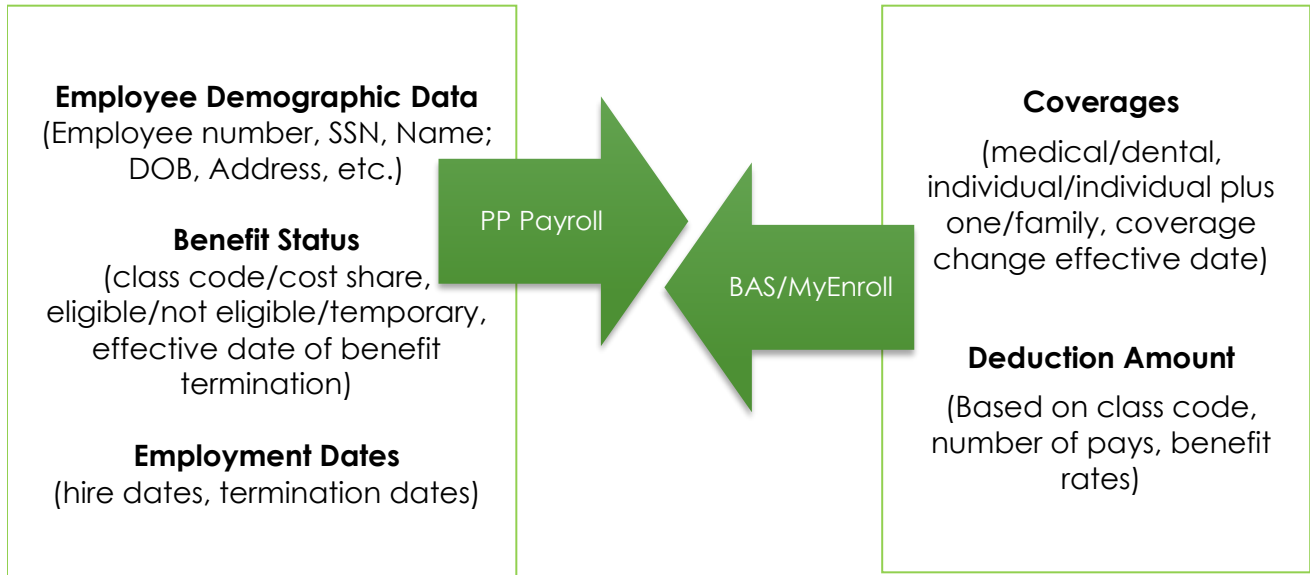 Employee Demographic Data
(Employee number, SSN, Name;
DOB, Address, etc.)
Benefit Status
(class code/cost share,
eligible/not eligible/temporary,
effective date of benefit
termination)
Employment Dates
(hire dates, termination dates)
PP Payroll
BAS/MyEnroll
Coverages
(medical/dental,
individual/individual plus
one/family, coverage
change effective date)
Deduction Amount
(Based on class code,
number of pays, benefit
rates)